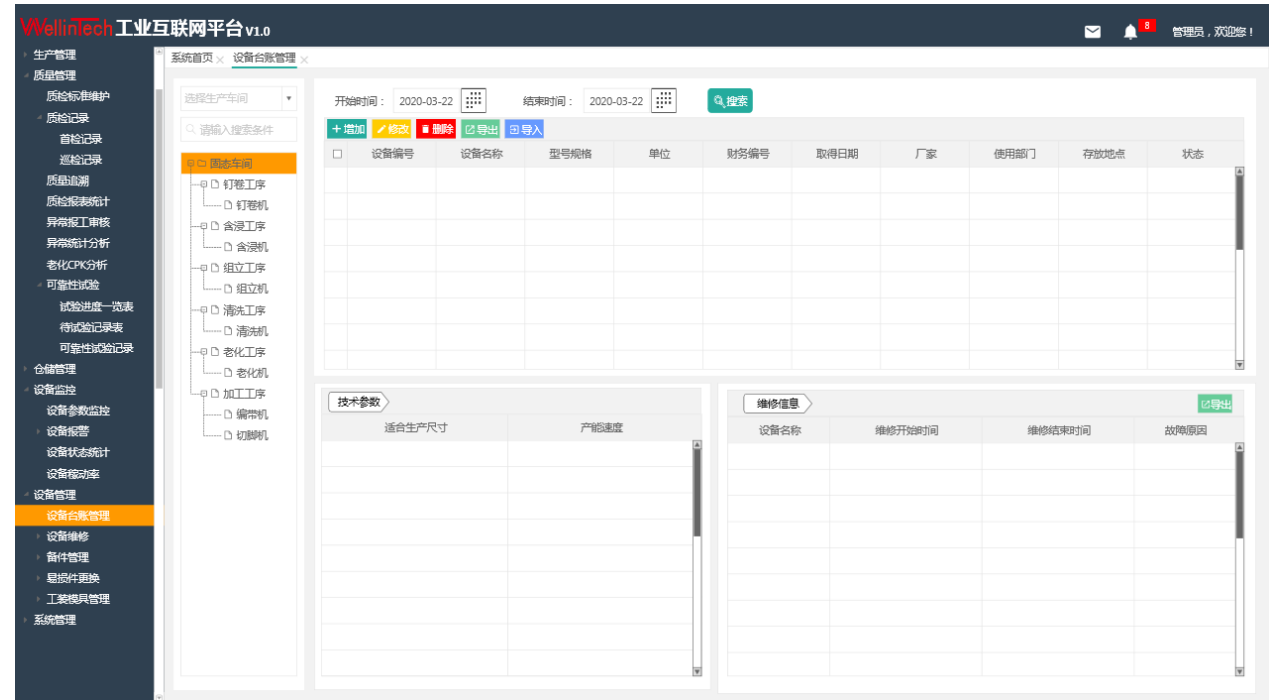 WellinTech 工业互联网平台 V1.0
8
管理员，欢迎您！
生产管理
质量管理
质检标准维护
质检记录
首检记录
巡检记录
质量追溯
质检报表统计
异常报工审核
异常统计分析
老化CPK分析
可靠性试验
试验进度一览表
待试验记录表
可靠性试验记录
仓储管理
设备监控
设备参数监控
设备报警
设备状态统计
设备稼动率
设备管理
设备台账管理
设备维修
备件管理
易损件更换
工装模具管理
系统管理
系统首页 设备台账管理
选择生产车间
请输入搜索条件
固态车间
钉卷工序
钉卷机
含浸工序
含浸机
组立工序
组立机
清洗工序
清洗机
老化工序
老化机
加工工序
编带机
切脚机
开始时间： 2020-03-22 结束时间： 2020-03-22 搜索
增加 修改 删除 导出 导入
设备编号 设备名称 型号规格 单位 财务编号 取得日期 厂家 使用部门 存放地点 状态
技术参数
适合生产尺寸 产能速度
维修信息 导出
设备名称 维修开始时间 维修结束时间 故障原因